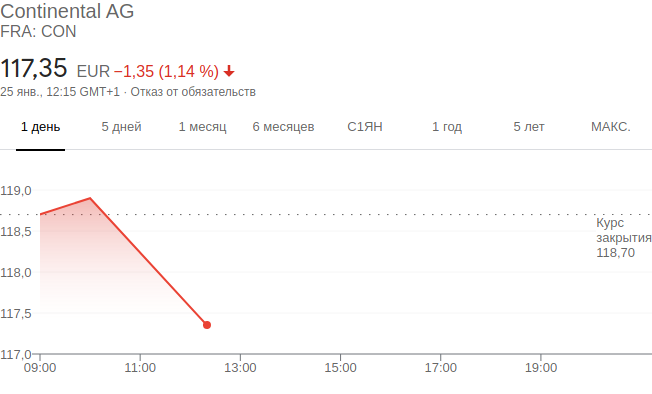 Continental AG
FRA: CON
117,35 EUR −1,35 (1,14 %)
25 янв., 12:15 GMT+1 · Отказ от обязательств
1 день 5 дней 1 месяц 6 месяцев С1ЯН 1 год 5 лет МАКС.
119,0
118,5
118,0
117,5
117,0
Курс
закрытия
118,70
09:00 11:00 13:00 15:00 17:00 19:00